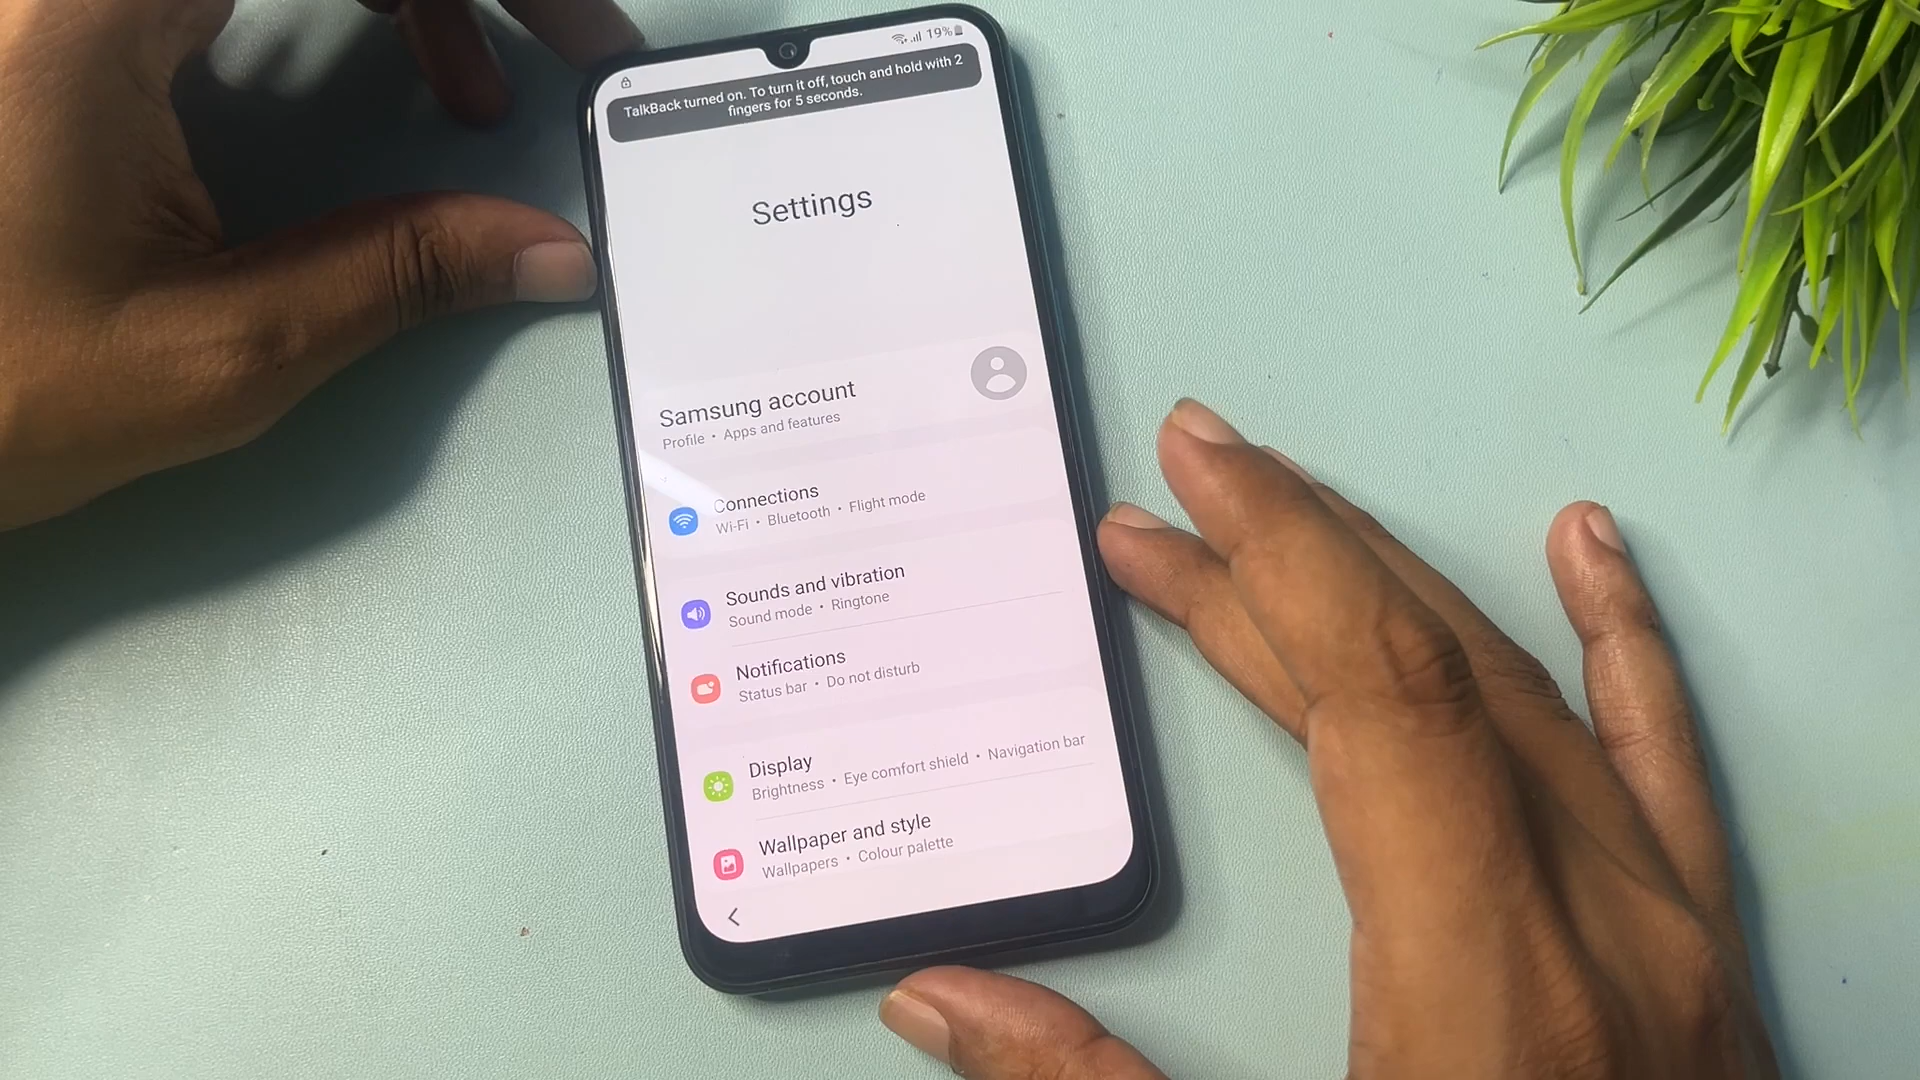 19%
TalkBack turned on. To turn it off, touch and hold with 2
fingers for 5 seconds.
Settings
Samsung account
Profile • Apps and features
Connections
Wi-Fi • Bluetooth • Flight mode
Sounds and vibration
Sound mode • Ringtone
Notifications
Status bar • Do not disturb
Display
Brightness • Eye comfort shield • Navigation bar
Wallpaper and style
Wallpapers • Colour palette